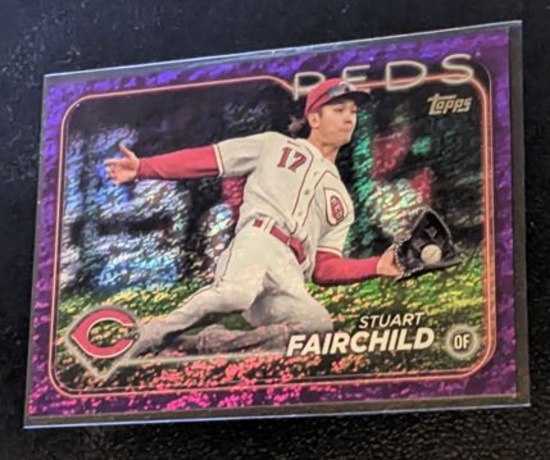 REDS
Topps
17
STUART
FAIRCHILD OF